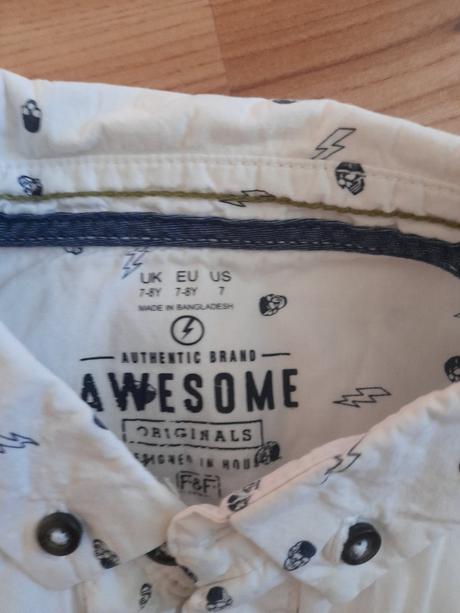 UK EU US
7-8Y 7-8Y 7
MADE IN BANGLADESH
AUTHENTIC BRAND
AWESOME
ORIGINALS
DESIGNED IN HOUSE
F&F